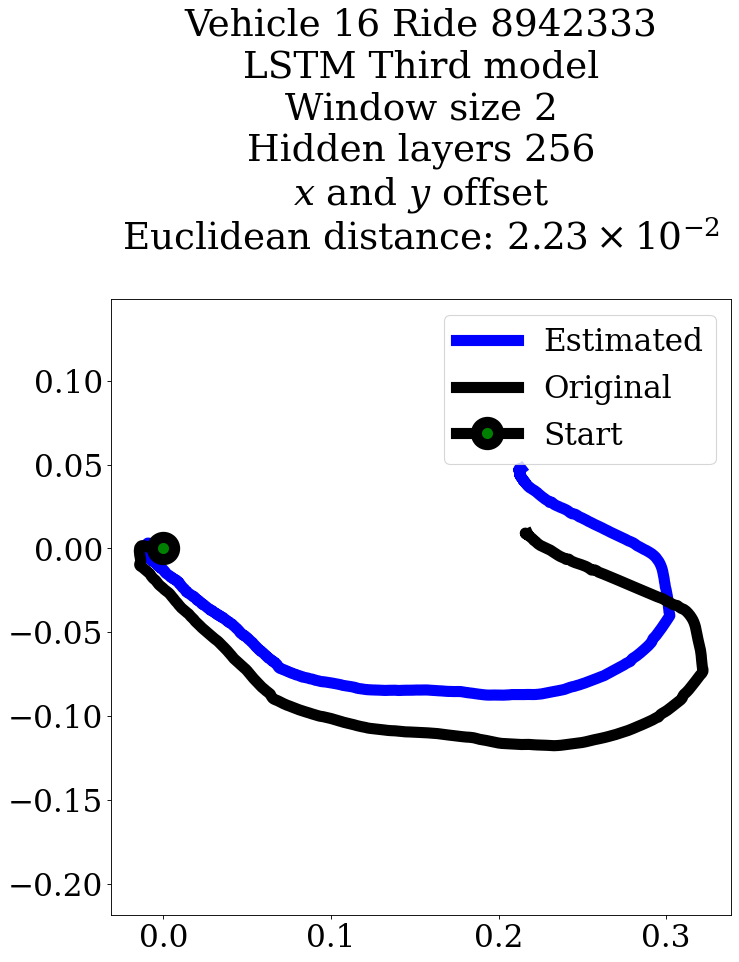 Vehicle 16 Ride 8942333
LSTM Third model
Window size 2
Hidden layers 256
x and y offset
Euclidean distance: 2.23 × 10⁻²
Estimated
Original
Start
0.10
0.05
0.00
−0.05
−0.10
−0.15
−0.20
0.0 0.1 0.2 0.3